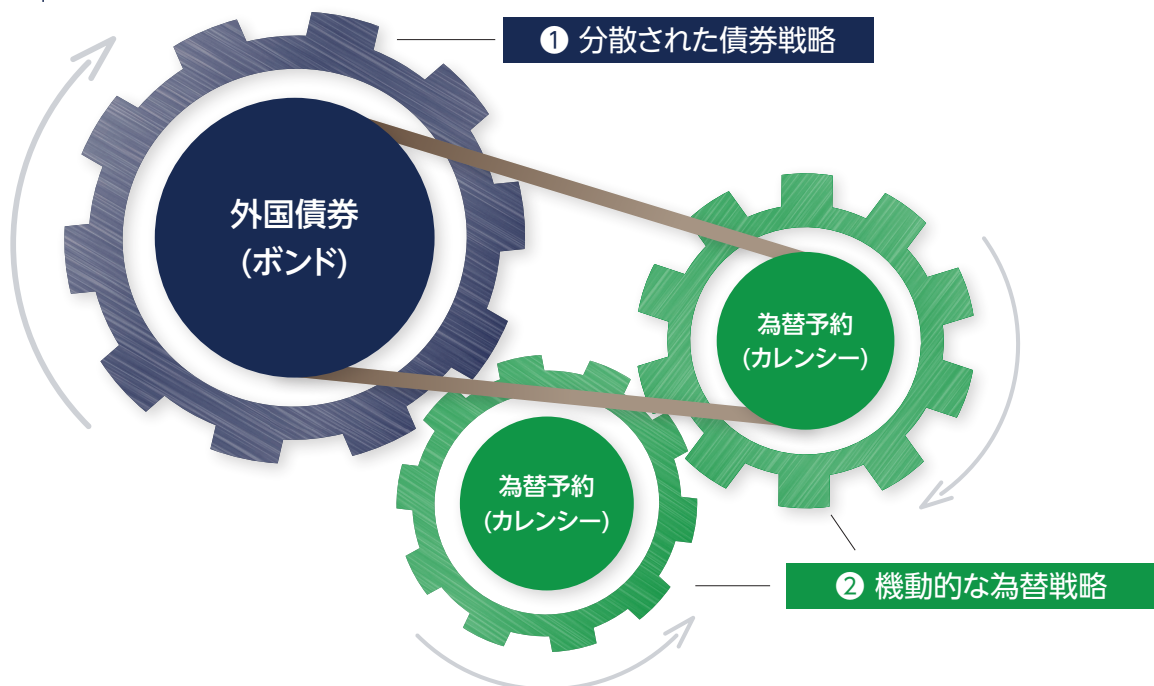 ❶ 分散された債券戦略
外国債券
(ボンド)
為替予約
(カレンシー)
為替予約
(カレンシー)
❷ 機動的な為替戦略